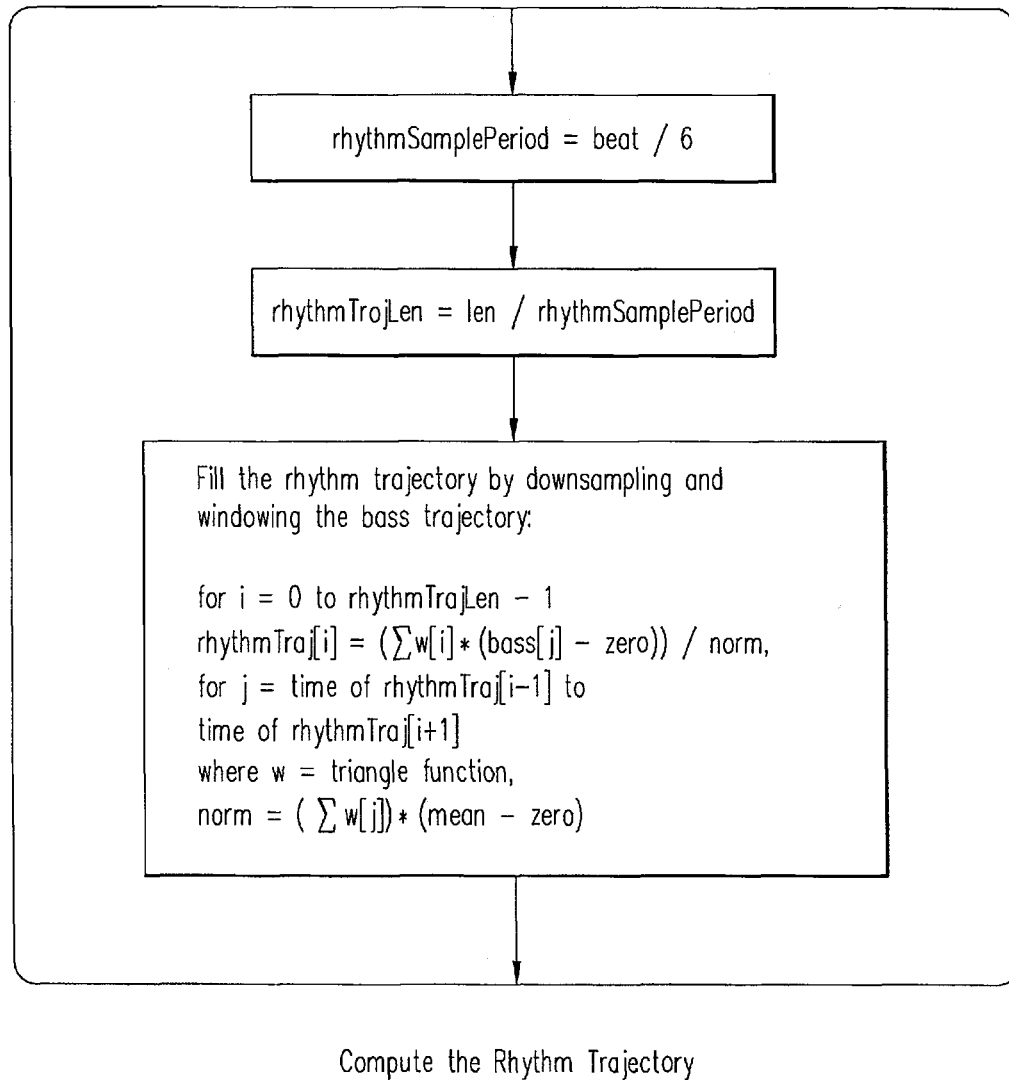 rhythmSamplePeriod = beat / 6
rhythmTrajLen = len / rhythmSamplePeriod
Fill the rhythm trajectory by downsampling and
windowing the bass trajectory:
for i = 0 to rhythmTrajLen - 1
rhythmTraj[i] = (∑w[i]* (bass[j] - zero)) / norm,
for j = time of rhythmTraj[i-1] to
time of rhythmTraj[i+1]
where w = triangle function,
norm = ( ∑ w[j])* (mean - zero)
Compute the Rhythm Trajectory